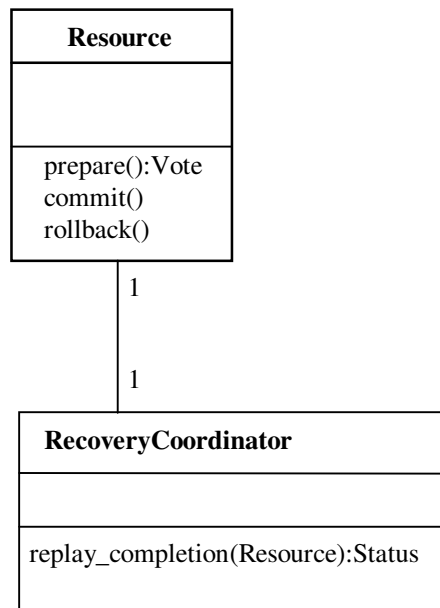 Resource
prepare():Vote
commit()
rollback()
1
1
RecoveryCoordinator
replay_completion(Resource):Status